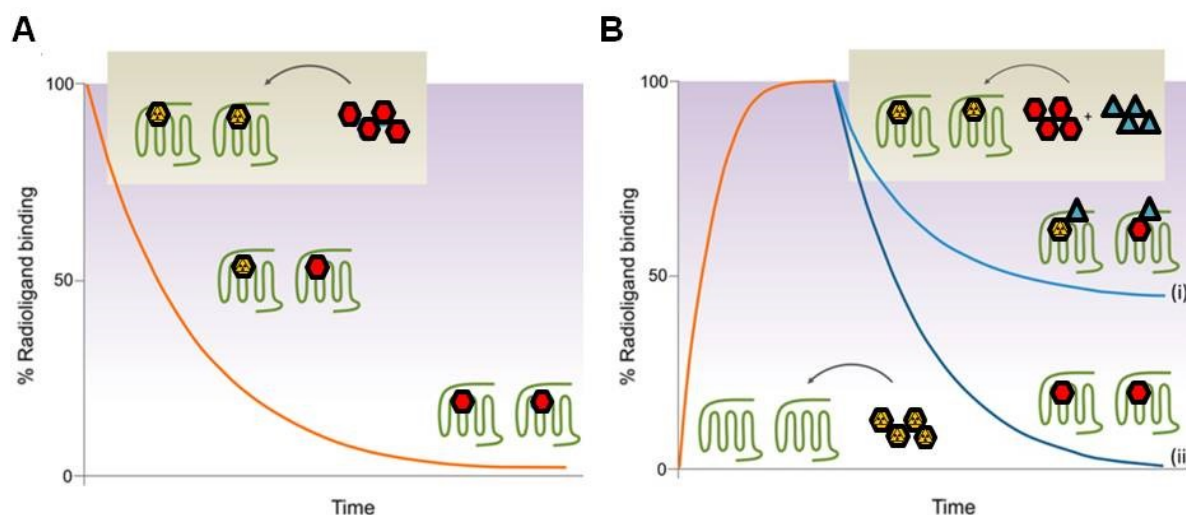 A
100
50
0
% Radioligand binding
Time
B
100
50
0
% Radioligand binding
+
(i)
(ii
Time